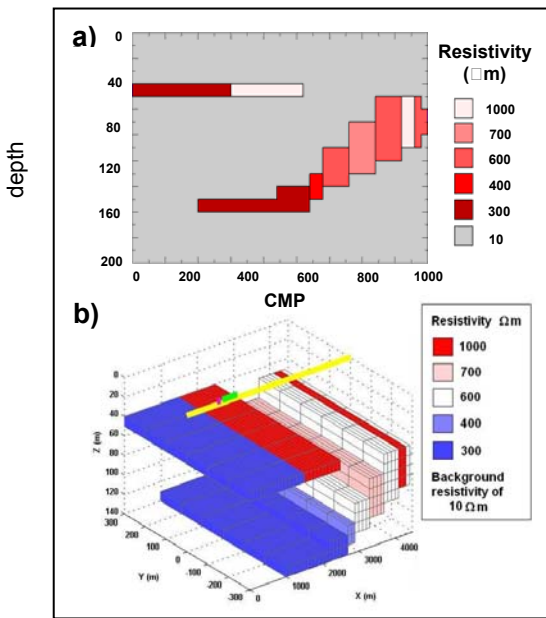 a)
0
40
80
120
160
200
depth
0 200 400 600 800 1000
CMP
Resistivity
(□m)
1000
700
600
400
300
10
b)
0
20
40
60
80
100
120
140
Z (m)
300
200
100
0
-100
-200
-300
Y (m)
0
1000
2000
3000
4000
X (m)
Resistivity Ωm
1000
700
600
400
300
Background
resistivity of
10 Ωm